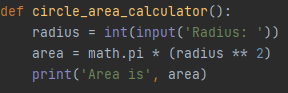 def circle_area_calculator():
    radius = int(input('Radius: '))
    area = math.pi * (radius ** 2)
    print('Area is', area)